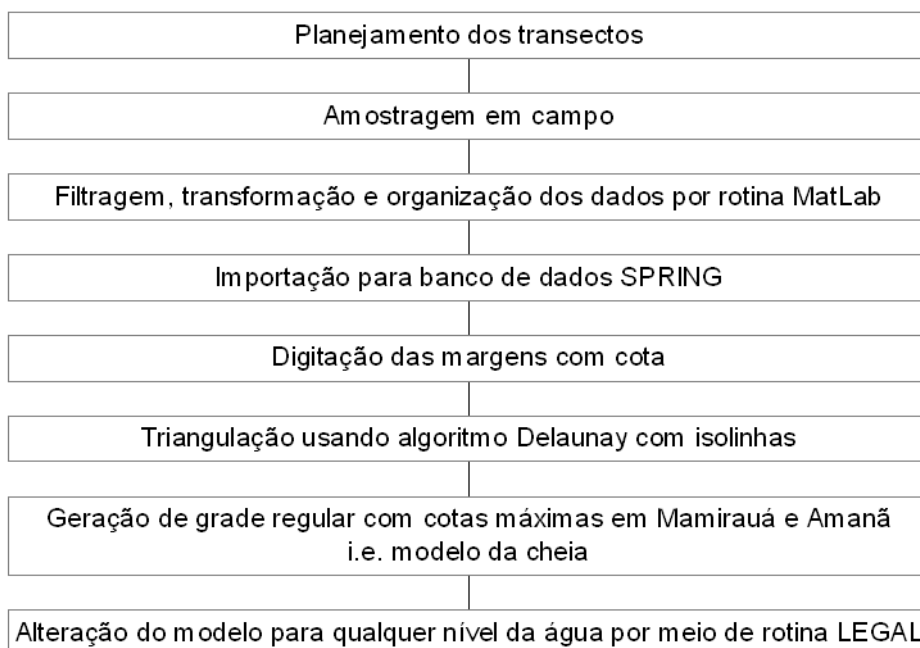 Planejamento dos transectos
Amostragem em campo
Filtragem, transformação e organização dos dados por rotina MatLab
Importação para banco de dados SPRING
Digitação das margens com cota
Triangulação usando algoritmo Delaunay com isolinhas
Geração de grade regular com cotas máximas em Mamirauá e Amanã
i.e. modelo da cheia
Alteração do modelo para qualquer nível da água por meio de rotina LEGAL